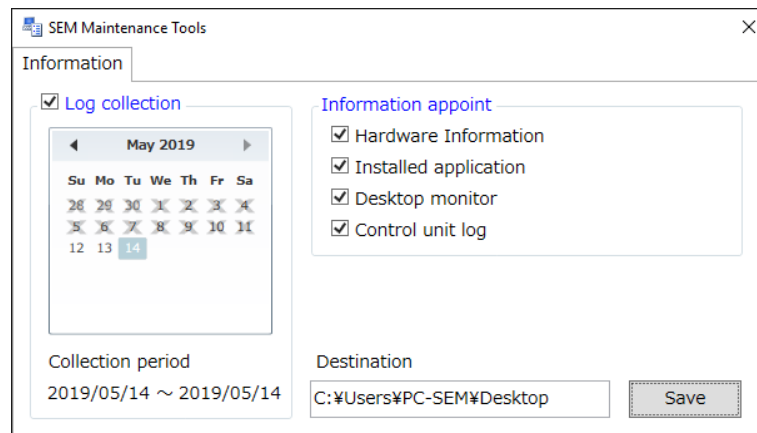 SEM Maintenance Tools
Information
Log collection
May 2019
Su Mo Tu We Th Fr Sa
28 29 30 1 2 3 4
5 6 7 8 9 10 11
12 13 14
Collection period
2019/05/14 ～ 2019/05/14
Information appoint
Hardware Information
Installed application
Desktop monitor
Control unit log
Destination
C:¥Users¥PC-SEM¥Desktop
Save